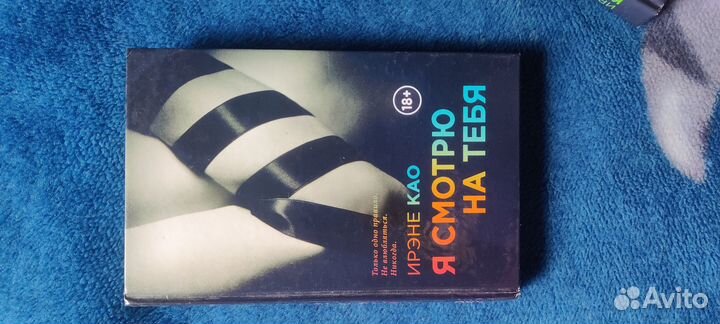 18+
Только одно правило
Не влюбляться.
Никогда.
ИРЭНЕ КАО
Я СМОТРЮ
НА ТЕБЯ
Avito